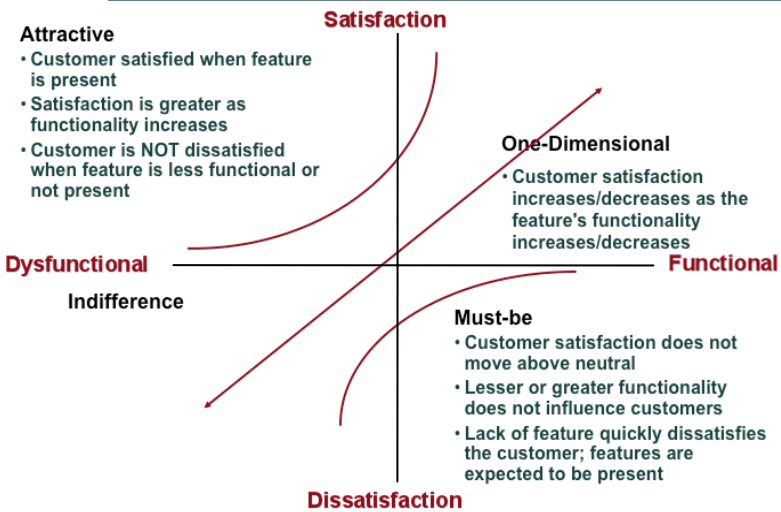 Satisfaction
Attractive
• Customer satisfied when feature
is present
• Satisfaction is greater as
functionality increases
• Customer is NOT dissatisfied
when feature is less functional or
not present
One-Dimensional
• Customer satisfaction
increases/decreases as the
feature's functionality
increases/decreases
Dysfunctional
Functional
Indifference
Must-be
• Customer satisfaction does not
move above neutral
• Lesser or greater functionality
does not influence customers
• Lack of feature quickly dissatisfies
the customer; features are
expected to be present
Dissatisfaction